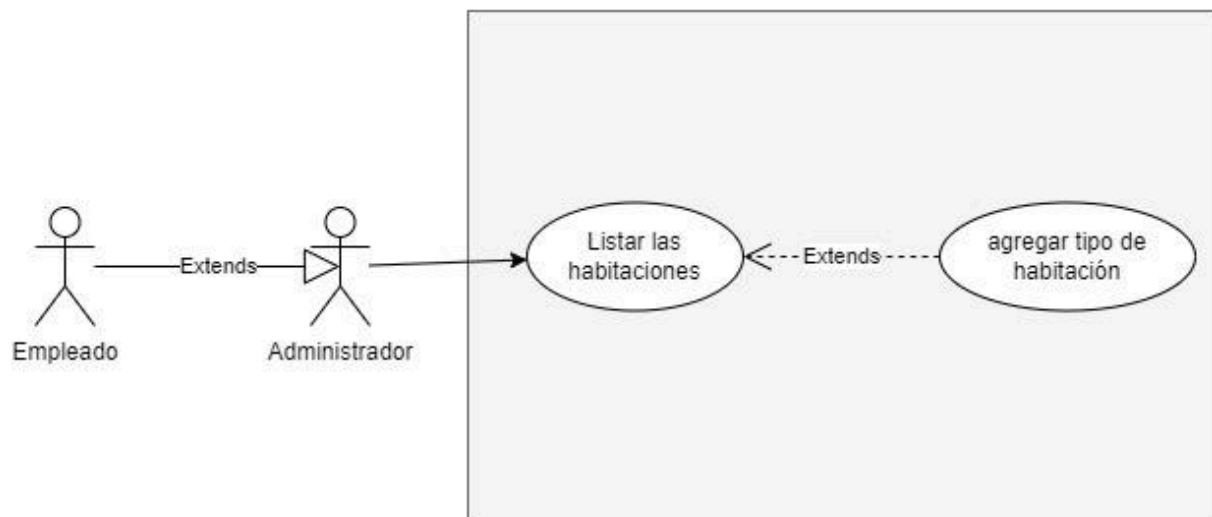 Extends
Empleado
Administrador
Listar las
habitaciones
Extends
agregar tipo de
habitación